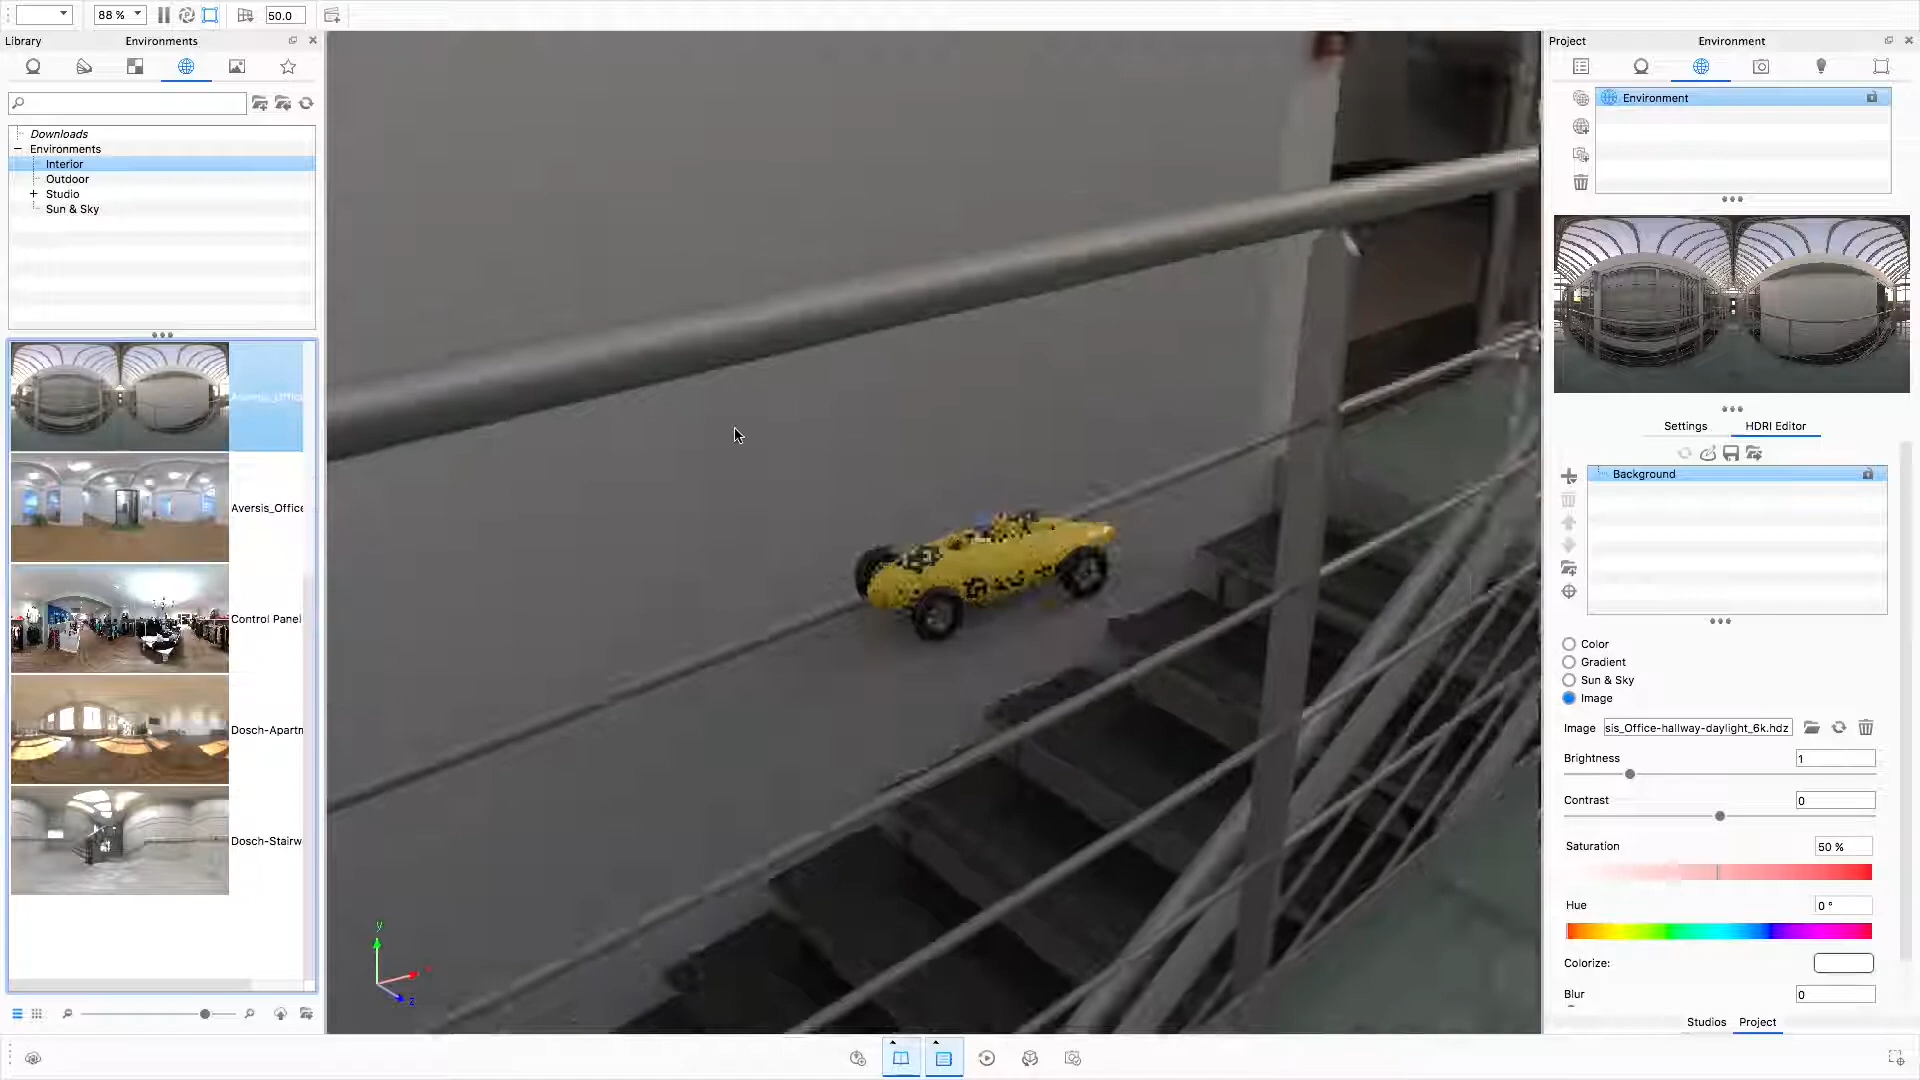 88 %
50.0
Library
Environments
Downloads
Environments
Interior
Outdoor
Studio
Sun & Sky
Aversis_Office
Aversis_Office
Control Panel
Dosch-Apartm
Dosch-Stairw
y
z
Project
Environment
Environment
Settings
HDRI Editor
Background
Color
Gradient
Sun & Sky
Image
Image
sis_Office-hallway-daylight_6k.hdz
Brightness
1
Contrast
0
Saturation
50 %
Hue
0 °
Colorize:
Blur
0
Studios
Project